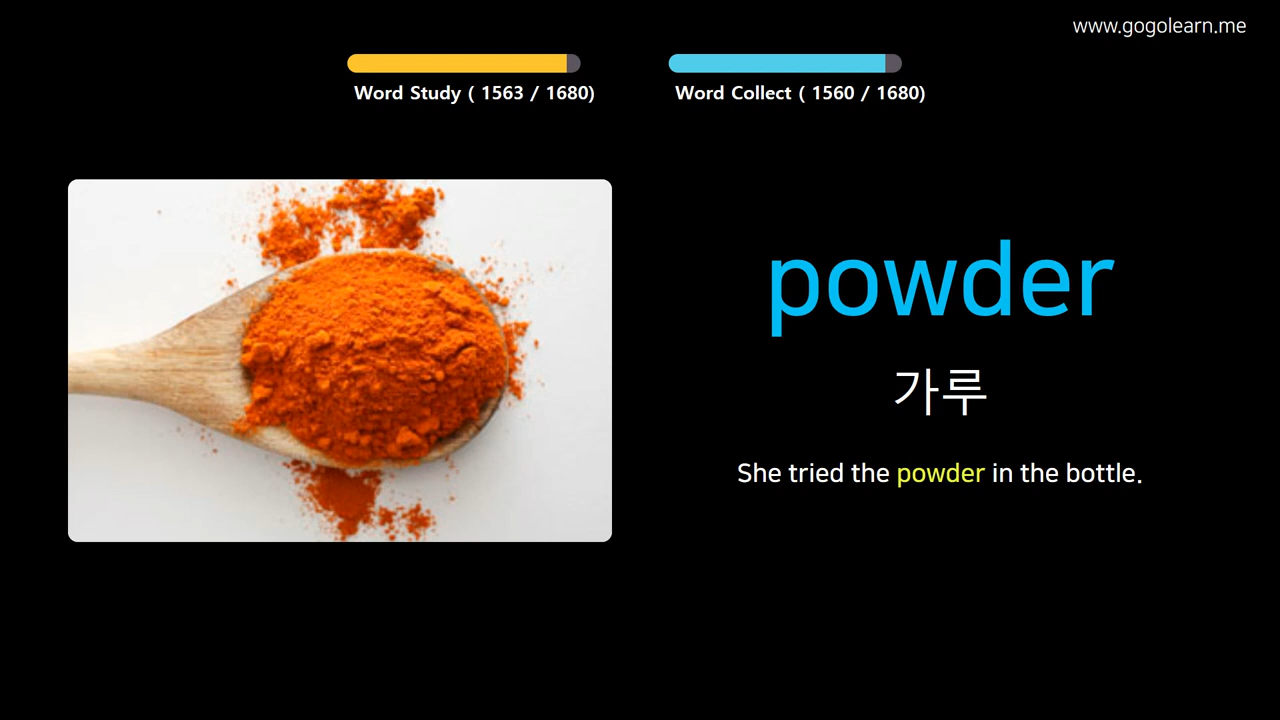 www.gogolearn.me
Word Study ( 1563 / 1680)
Word Collect ( 1560 / 1680)
powder
가루
She tried the powder in the bottle.